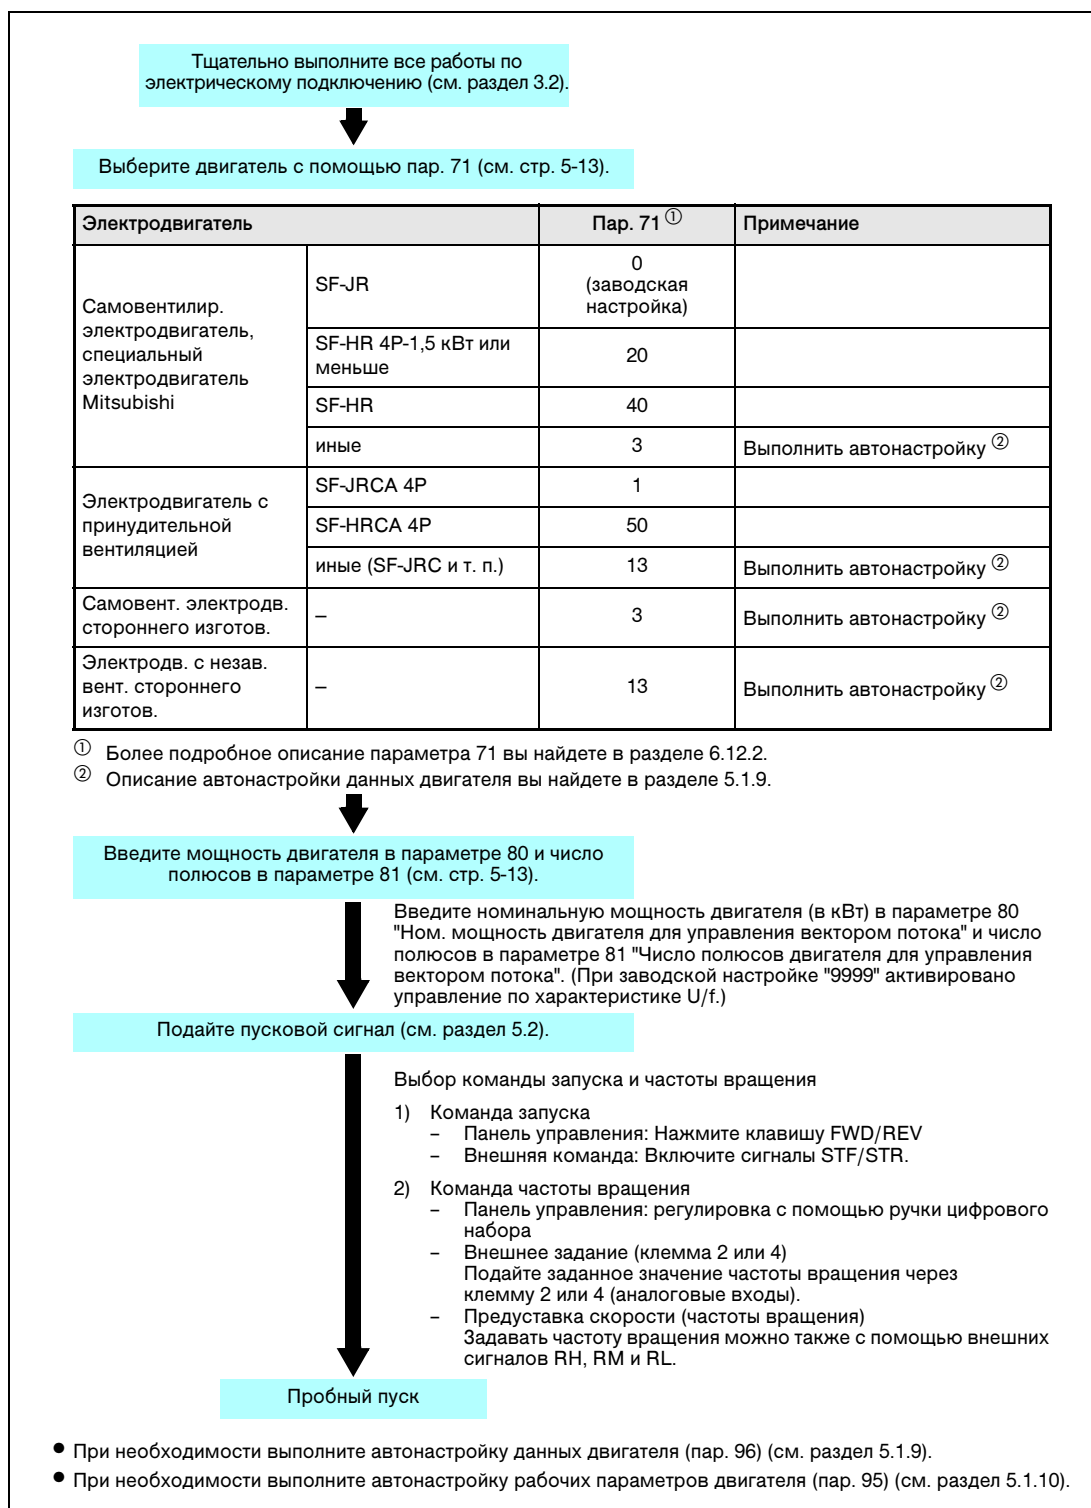 Тщательно выполните все работы по
электрическому подключению (см. раздел 3.2).
Выберите двигатель с помощью пар. 71 (см. стр. 5-13).
Электродвигатель Пар. 71 ① Примечание
Самовентилир.
электродвигатель,
специальный
электродвигатель
Mitsubishi
SF-JR
0
(заводская
настройка)
SF-HR 4P-1,5 кВт или
меньше
20
SF-HR 40
иные 3 Выполнить автонастройку ②
Электродвигатель с
принудительной
вентиляцией
SF-JRCA 4P 1
SF-HRCA 4P 50
иные (SF-JRC и т. п.) 13 Выполнить автонастройку ②
Самовент. электродв.
стороннего изготов.
– 3 Выполнить автонастройку ②
Электродв. с незав.
вент. стороннего
изготов.
– 13 Выполнить автонастройку ②
① Более подробное описание параметра 71 вы найдете в разделе 6.12.2.
② Описание автонастройки данных двигателя вы найдете в разделе 5.1.9.
Введите мощность двигателя в параметре 80 и число
полюсов в параметре 81 (см. стр. 5-13).
Введите номинальную мощность двигателя (в кВт) в параметре 80
"Ном. мощность двигателя для управления вектором потока" и число
полюсов в параметре 81 "Число полюсов двигателя для управления
вектором потока". (При заводской настройке "9999" активировано
управление по характеристике U/f.)
Подайте пусковой сигнал (см. раздел 5.2).
Выбор команды запуска и частоты вращения
1) Команда запуска
– Панель управления: Нажмите клавишу FWD/REV
– Внешняя команда: Включите сигналы STF/STR.
2) Команда частоты вращения
– Панель управления: регулировка с помощью ручки цифрового
набора
– Внешнее задание (клемма 2 или 4)
Подайте заданное значение частоты вращения через
клемму 2 или 4 (аналоговые входы).
– Предуставка скорости (частоты вращения)
Задавать частоту вращения можно также с помощью внешних
сигналов RH, RM и RL.
Пробный пуск
● При необходимости выполните автонастройку данных двигателя (пар. 96) (см. раздел 5.1.9).
● При необходимости выполните автонастройку рабочих параметров двигателя (пар. 95) (см. раздел 5.1.10).